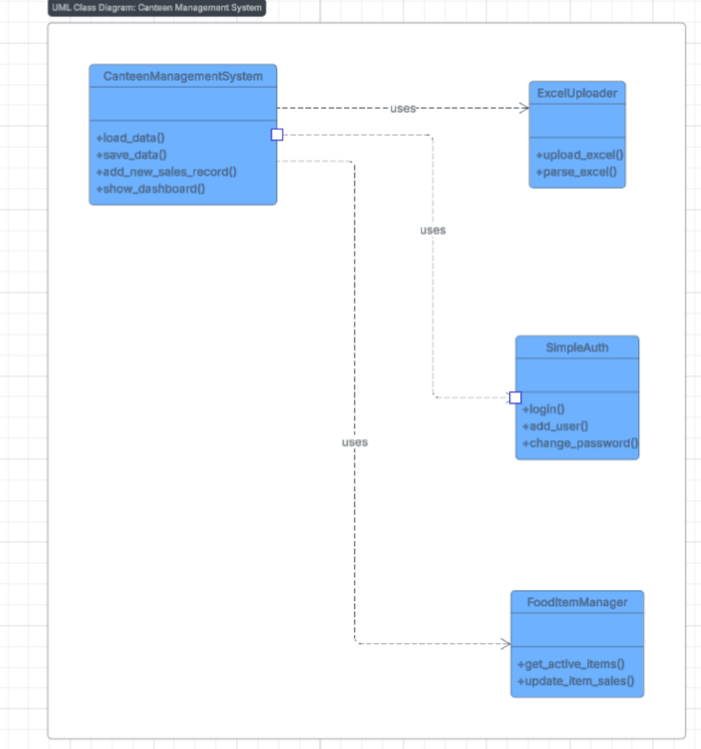 UML Class Diagram: Canteen Management System
CanteenManagementSystem
+load_data()
+save_data()
+add_new_sales_record()
+show_dashboard()
uses
ExcelUploader
+upload_excel()
+parse_excel()
uses
SimpleAuth
+login()
+add_user()
+change_password()
uses
FoodItemManager
+get_active_items()
+update_item_sales()